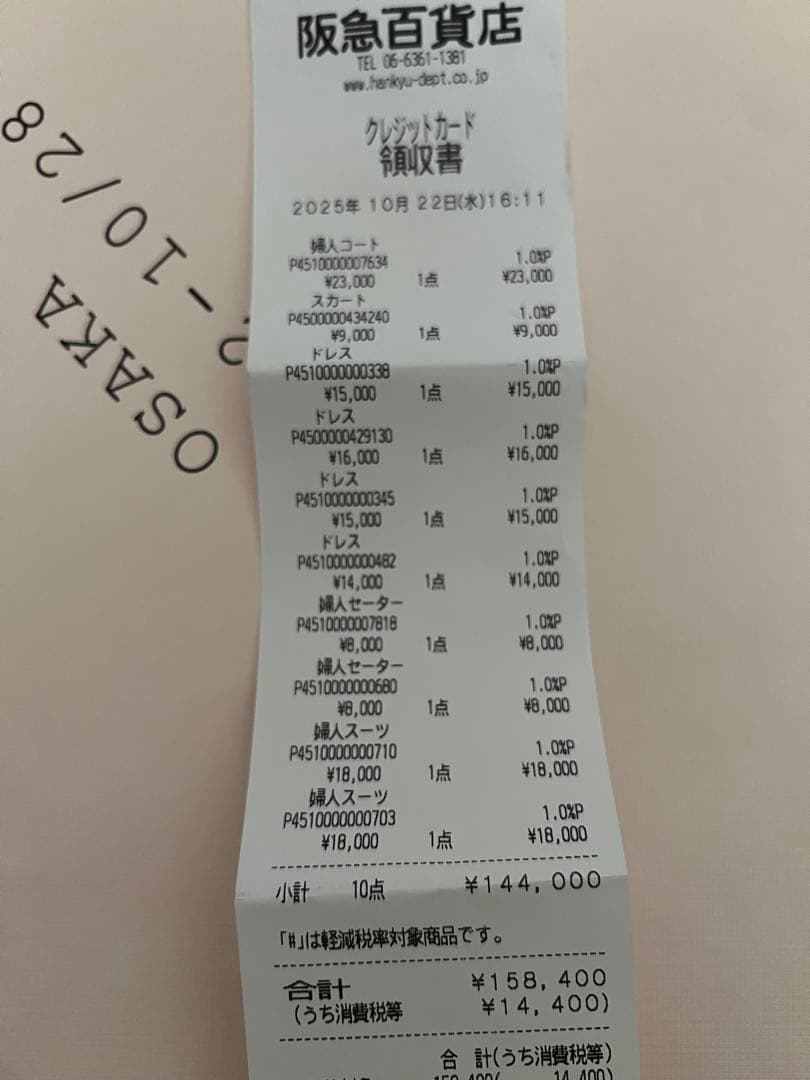 阪急百貨店
TEL 06-6361-1381
www.hankyu-dept.co.jp
クレジットカード
領収書
2025年 10月 22日(水)16:11
婦人コート
P4510000007634 1.0%P
¥23,000 1点 ¥23,000
スカート
P4500000434240 1.0%P
¥9,000 1点 ¥9,000
ドレス
P4510000000338 1.0%P
¥15,000 1点 ¥15,000
ドレス
P4500000429130 1.0%P
¥16,000 1点 ¥16,000
ドレス
P4510000000345 1.0%P
¥15,000 1点 ¥15,000
ドレス
P4510000000482 1.0%P
¥14,000 1点 ¥14,000
婦人セーター
P4510000007818 1.0%P
¥8,000 1点 ¥8,000
婦人セーター
P4510000000680 1.0%P
¥8,000 1点 ¥8,000
婦人スーツ
P4510000000710 1.0%P
¥18,000 1点 ¥18,000
婦人スーツ
P4510000000703 1.0%P
¥18,000 1点 ¥18,000
小計 10点 ¥144,000
「#」は軽減税率対象商品です。
合計 ¥158,400
(うち消費税等 ¥14,400)
合 計(うち消費税等)
OSAKA
2-10/28